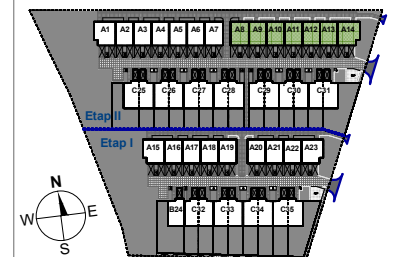 A1 A2 A3 A4 A5 A6 A7 A8 A9 A10 A11 A12 A13 A14
C25 C26 C27 C28 C29 C30 C31
Etap II
Etap I
A15 A16 A17 A18 A19 A20 A21 A22 A23
B24 C32 C33 C34 C35
N
W E
S